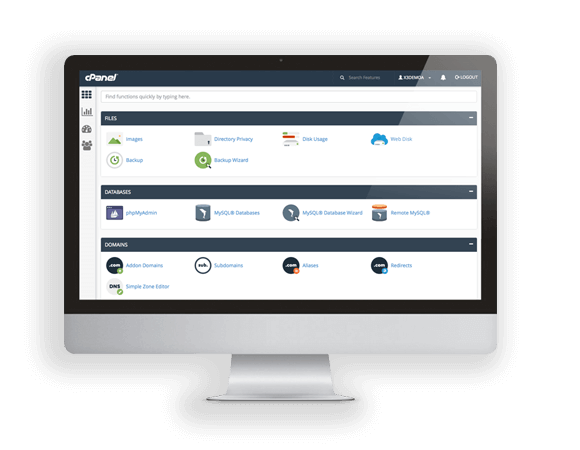 cPanel
Search Features
LOGOUT
Find functions quickly by typing here.
FILES
Images
Directory Privacy
Disk Usage
Web Disk
Backup
Backup Wizard
DATABASES
phpMyAdmin
MySQL® Databases
MySQL® Database Wizard
Remote MySQL®
DOMAINS
.com
Addon Domains
sub.
Subdomains
.com
Aliases
.com
Redirects
DNS
Simple Zone Editor